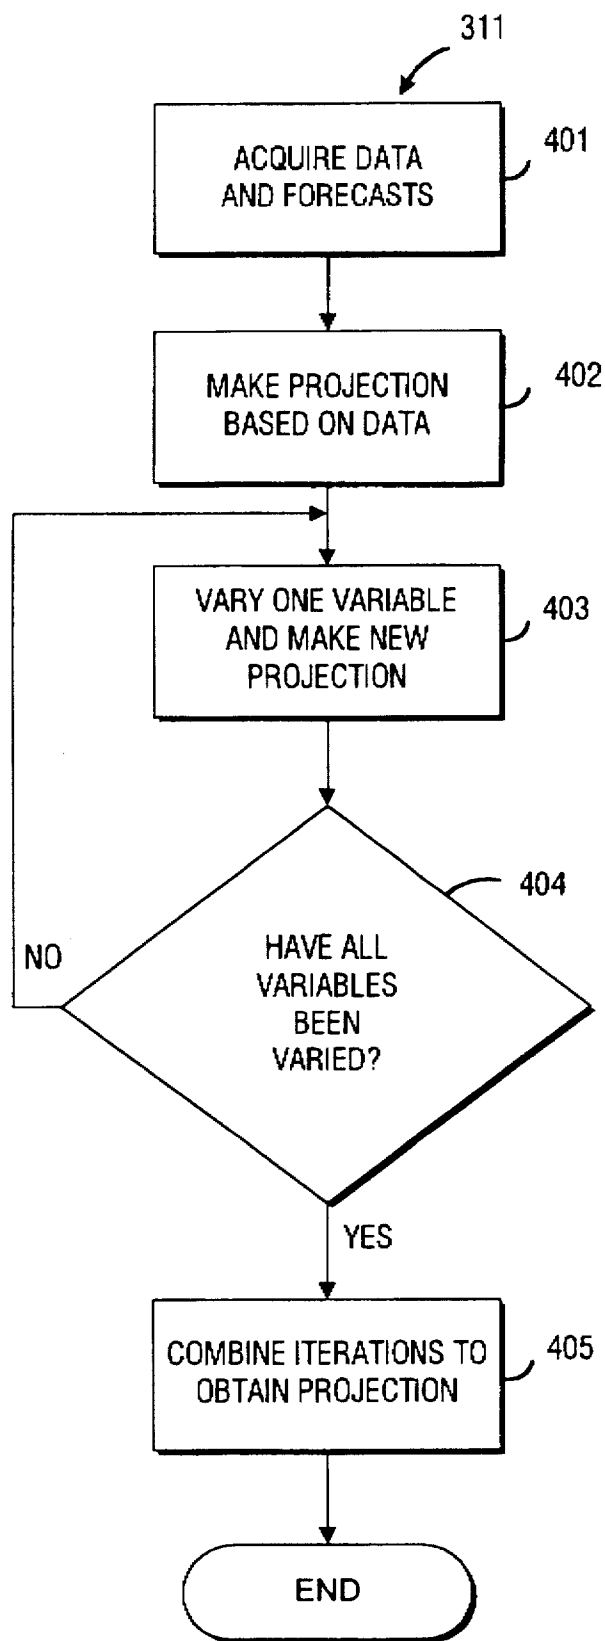 311
ACQUIRE DATA
AND FORECASTS
401
MAKE PROJECTION
BASED ON DATA
402
VARY ONE VARIABLE
AND MAKE NEW
PROJECTION
403
HAVE ALL
VARIABLES
BEEN
VARIED?
404
NO
YES
COMBINE ITERATIONS TO
OBTAIN PROJECTION
405
END